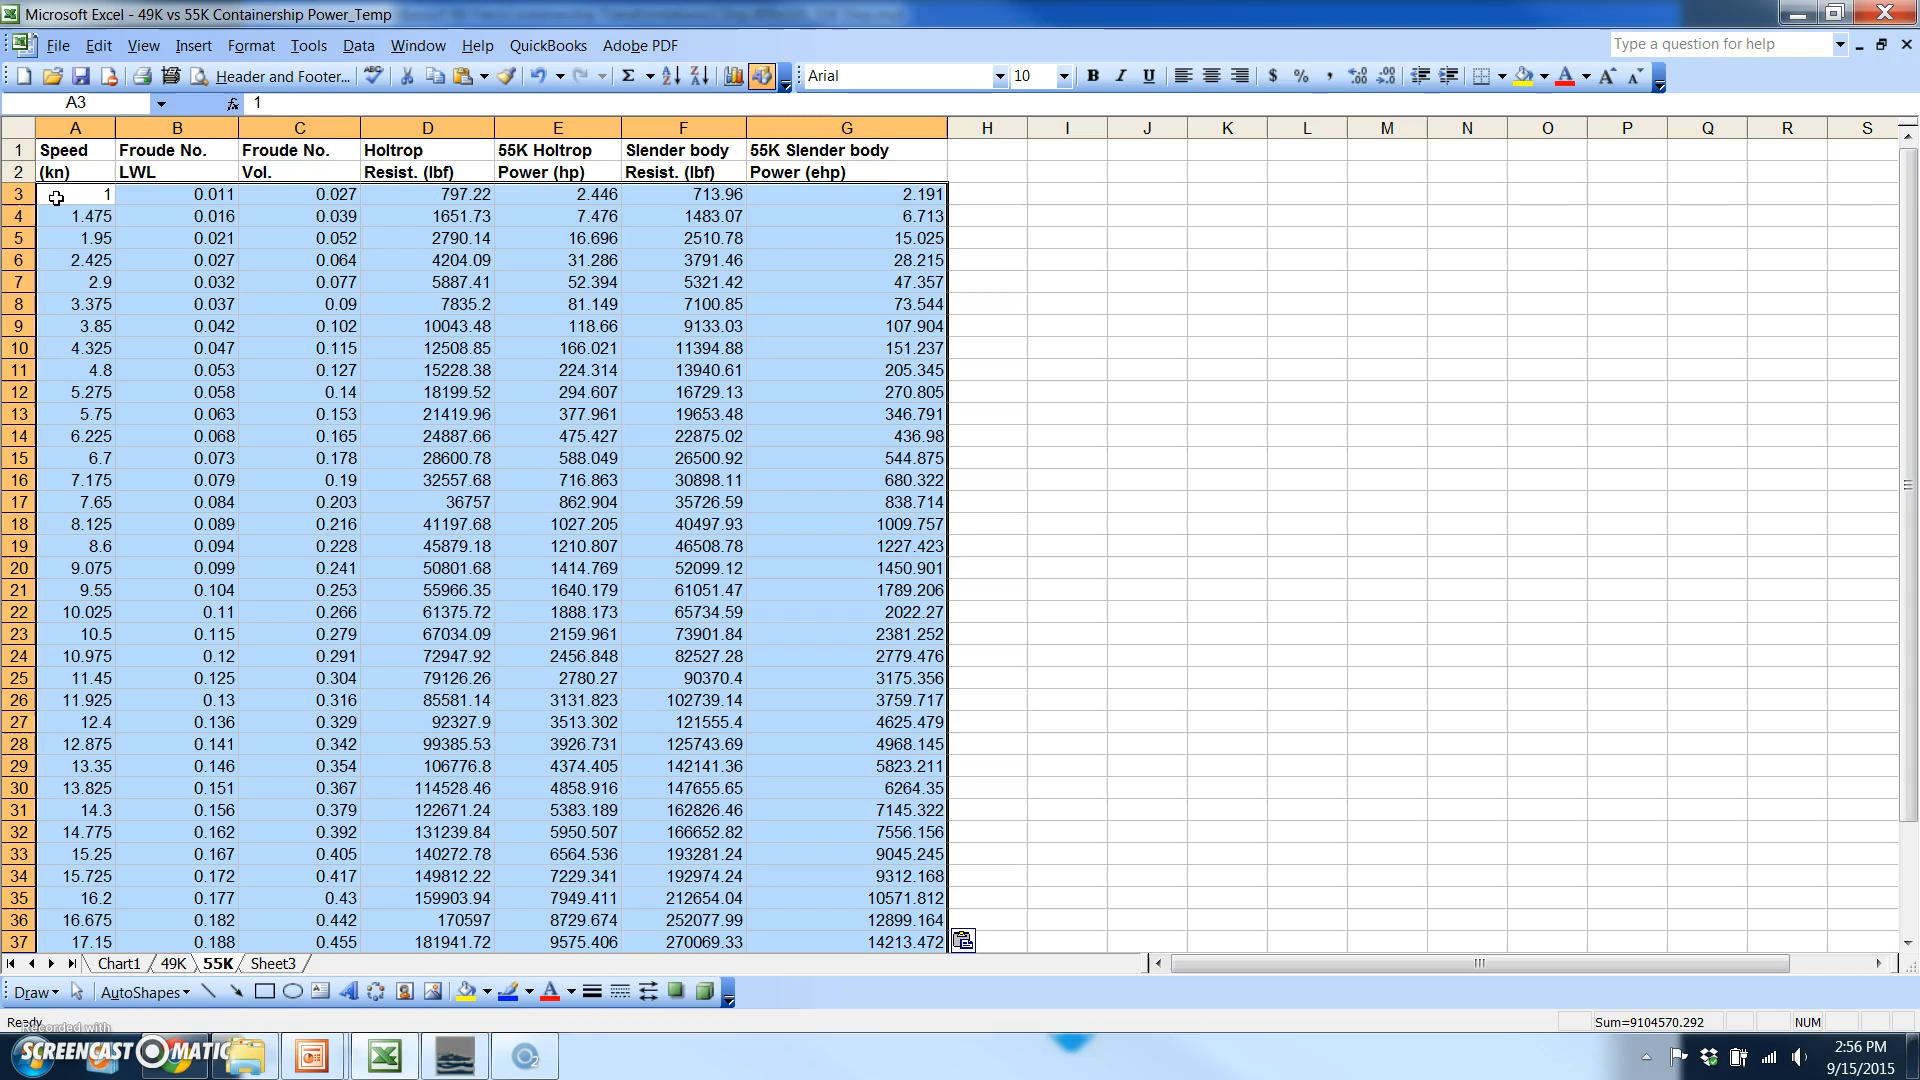 Microsoft Excel - 49K vs 55K Containership Power_Temp
File Edit View Insert Format Tools Data Window Help QuickBooks Adobe PDF Type a question for help
Header and Footer... Arial 10 B I U $ % , A A A
A3 fx 1
A B C D E F G H I J K L M N O P Q R S
1 Speed Froude No. Froude No. Holtrop 55K Holtrop Slender body 55K Slender body
2 (kn) LWL Vol. Resist. (lbf) Power (hp) Resist. (lbf) Power (ehp)
3 1 0.011 0.027 797.22 2.446 713.96 2.191
4 1.475 0.016 0.039 1651.73 7.476 1483.07 6.713
5 1.95 0.021 0.052 2790.14 16.696 2510.78 15.025
6 2.425 0.027 0.064 4204.09 31.286 3791.46 28.215
7 2.9 0.032 0.077 5887.41 52.394 5321.42 47.357
8 3.375 0.037 0.09 7835.2 81.149 7100.85 73.544
9 3.85 0.042 0.102 10043.48 118.66 9133.03 107.904
10 4.325 0.047 0.115 12508.85 166.021 11394.88 151.237
11 4.8 0.053 0.127 15228.38 224.314 13940.61 205.345
12 5.275 0.058 0.14 18199.52 294.607 16729.13 270.805
13 5.75 0.063 0.153 21419.96 377.961 19653.48 346.791
14 6.225 0.068 0.165 24887.66 475.427 22875.02 436.98
15 6.7 0.073 0.178 28600.78 588.049 26500.92 544.875
16 7.175 0.079 0.19 32557.68 716.863 30898.11 680.322
17 7.65 0.084 0.203 36757 862.904 35726.59 838.714
18 8.125 0.089 0.216 41197.68 1027.205 40497.93 1009.757
19 8.6 0.094 0.228 45879.18 1210.807 46508.78 1227.423
20 9.075 0.099 0.241 50801.68 1414.769 52099.12 1450.901
21 9.55 0.104 0.253 55966.35 1640.179 61051.47 1789.206
22 10.025 0.11 0.266 61375.72 1888.173 65734.59 2022.27
23 10.5 0.115 0.279 67034.09 2159.961 73901.84 2381.252
24 10.975 0.12 0.291 72947.92 2456.848 82527.28 2779.476
25 11.45 0.125 0.304 79126.26 2780.27 90370.4 3175.356
26 11.925 0.13 0.316 85581.14 3131.823 102739.14 3759.717
27 12.4 0.136 0.329 92327.9 3513.302 121555.4 4625.479
28 12.875 0.141 0.342 99385.53 3926.731 125743.69 4968.145
29 13.35 0.146 0.354 106776.8 4374.405 142141.36 5823.211
30 13.825 0.151 0.367 114528.46 4858.916 147655.65 6264.35
31 14.3 0.156 0.379 122671.24 5383.189 162826.46 7145.322
32 14.775 0.162 0.392 131239.84 5950.507 166652.82 7556.156
33 15.25 0.167 0.405 140272.78 6564.536 193281.24 9045.245
34 15.725 0.172 0.417 149812.22 7229.341 192974.24 9312.168
35 16.2 0.177 0.43 159903.94 7949.411 212654.04 10571.812
36 16.675 0.182 0.442 170597 8729.674 252077.99 12899.164
37 17.15 0.188 0.455 181941.72 9575.406 270069.33 14213.472
Chart1 49K 55K Sheet3
Draw AutoShapes A A
Ready Sum=9104570.292 NUM
Recorded with
SCREENCAST MATIC
2:56 PM
9/15/2015